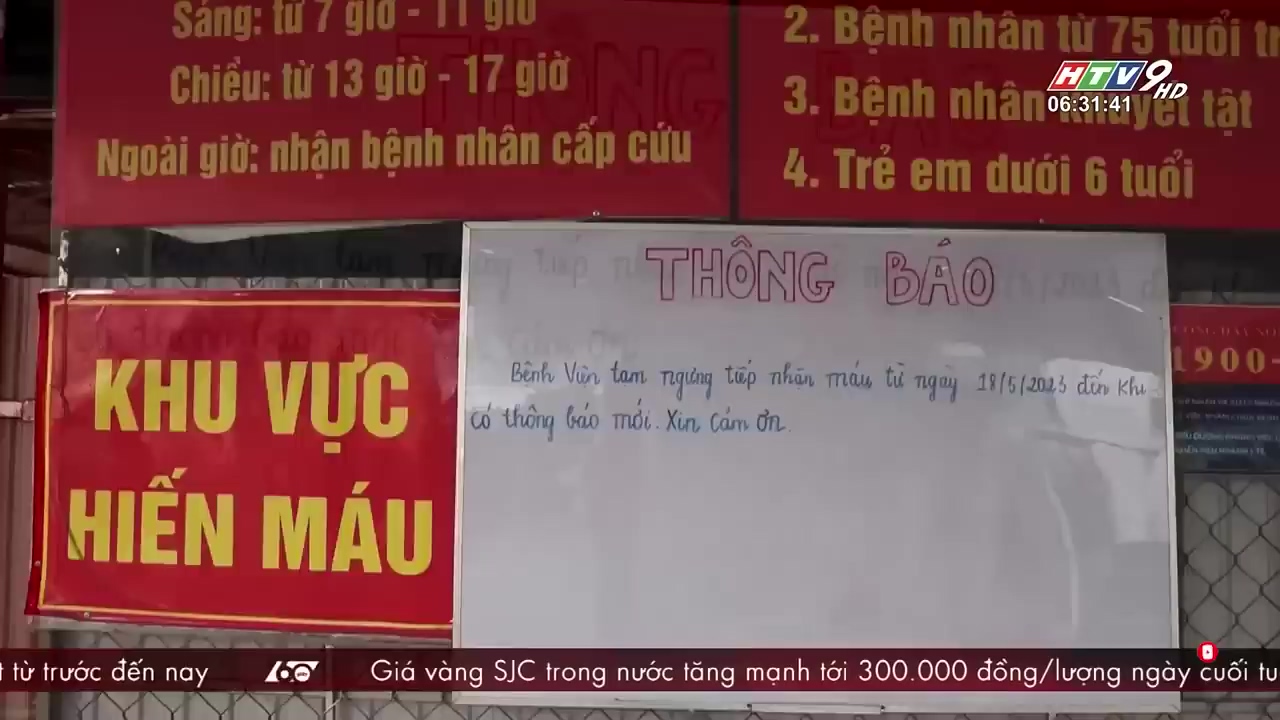 Sáng: từ 7 giờ - 11 giờ
Chiều: từ 13 giờ - 17 giờ
Ngoài giờ: nhận bệnh nhân cấp cứu
2. Bệnh nhân từ 75 tuổi
3. Bệnh nhân khuyết tật
4. Trẻ em dưới 6 tuổi
HTV9 HD
06:31:41
THÔNG BÁO
Bệnh Viện tạm ngưng tiếp nhận máu từ ngày 18/5/2023 đến khi
có thông báo mới. Xin Cám ơn.
KHU VỰC
HIẾN MÁU
1900-
từ trước đến nay
60 giây
Giá vàng SJC trong nước tăng mạnh tới 300.000 đồng/lượng ngày cuối